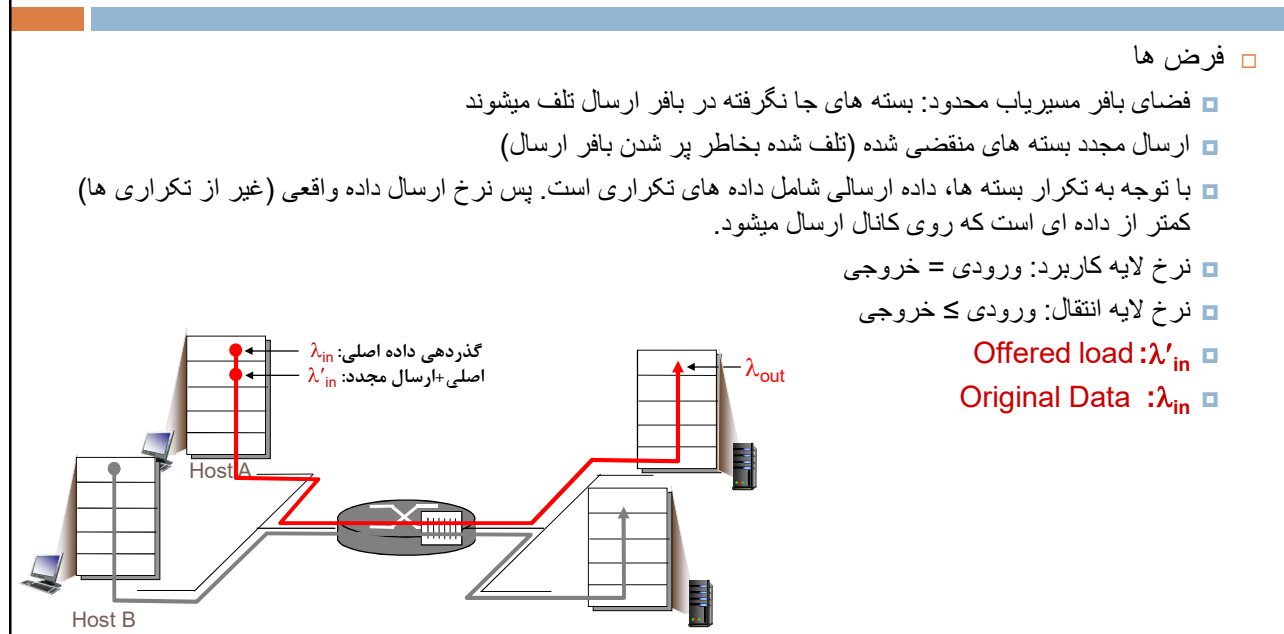 فرض ها
فضای بافر مسیریاب محدود: بسته های جا نگرفته در بافر ارسال تلف میشوند
ارسال مجدد بسته های منقضی شده (تلف شده بخاطر پر شدن بافر ارسال)
با توجه به تکرار بسته ها، داده ارسالی شامل داده های تکراری است. پس نرخ ارسال داده واقعی (غیر از تکراری ها)
کمتر از داده ای است که روی کانال ارسال میشود.
نرخ لایه کاربرد: ورودی = خروجی
نرخ لایه انتقال: ورودی ≥ خروجی
Offered load :λ′in
Original Data :λin
گذردهی داده اصلی: λin
اصلی+ارسال مجدد: λ′in
λout
Host A
Host B